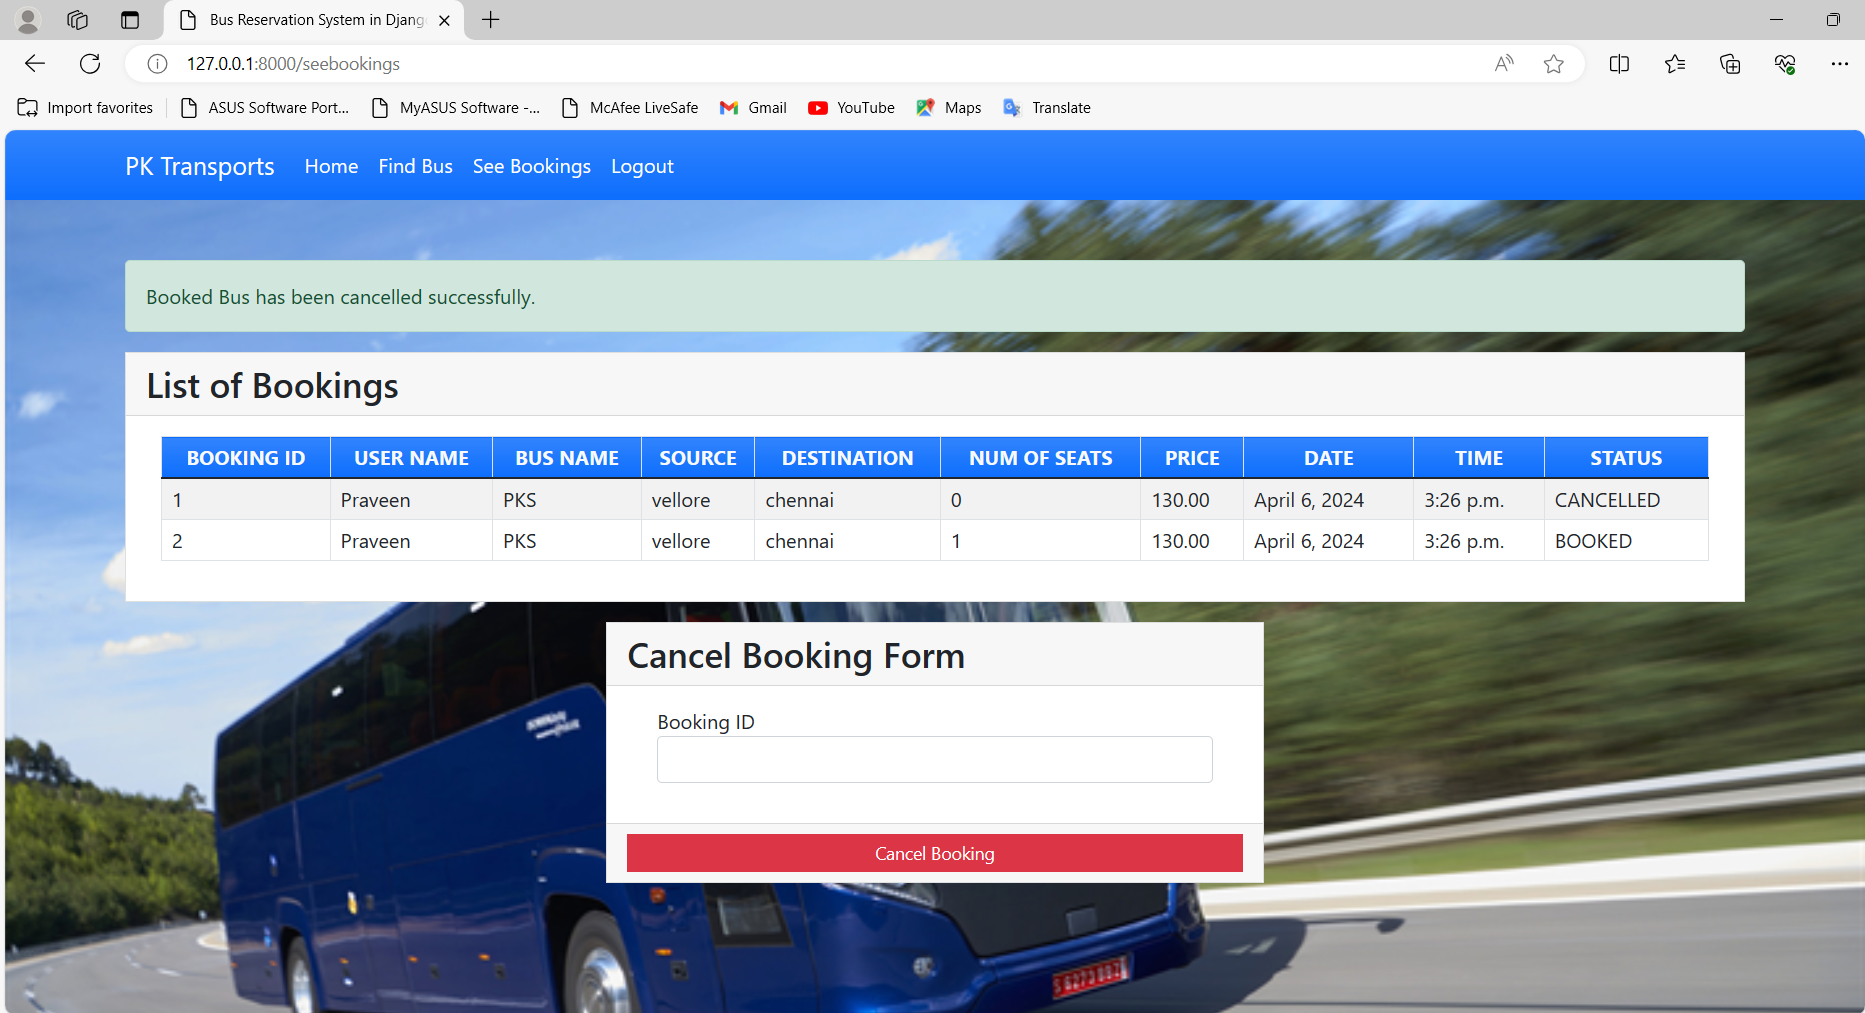 Bus Reservation System in Djang
127.0.0.1:8000/seebookings
Import favorites
ASUS Software Port...
MyASUS Software -...
McAfee LiveSafe
Gmail
YouTube
Maps
Translate
PK Transports
Home
Find Bus
See Bookings
Logout
Booked Bus has been cancelled successfully.
List of Bookings
BOOKING ID USER NAME BUS NAME SOURCE DESTINATION NUM OF SEATS PRICE DATE TIME STATUS
1 Praveen PKS vellore chennai 0 130.00 April 6, 2024 3:26 p.m. CANCELLED
2 Praveen PKS vellore chennai 1 130.00 April 6, 2024 3:26 p.m. BOOKED
Cancel Booking Form
Booking ID
Cancel Booking